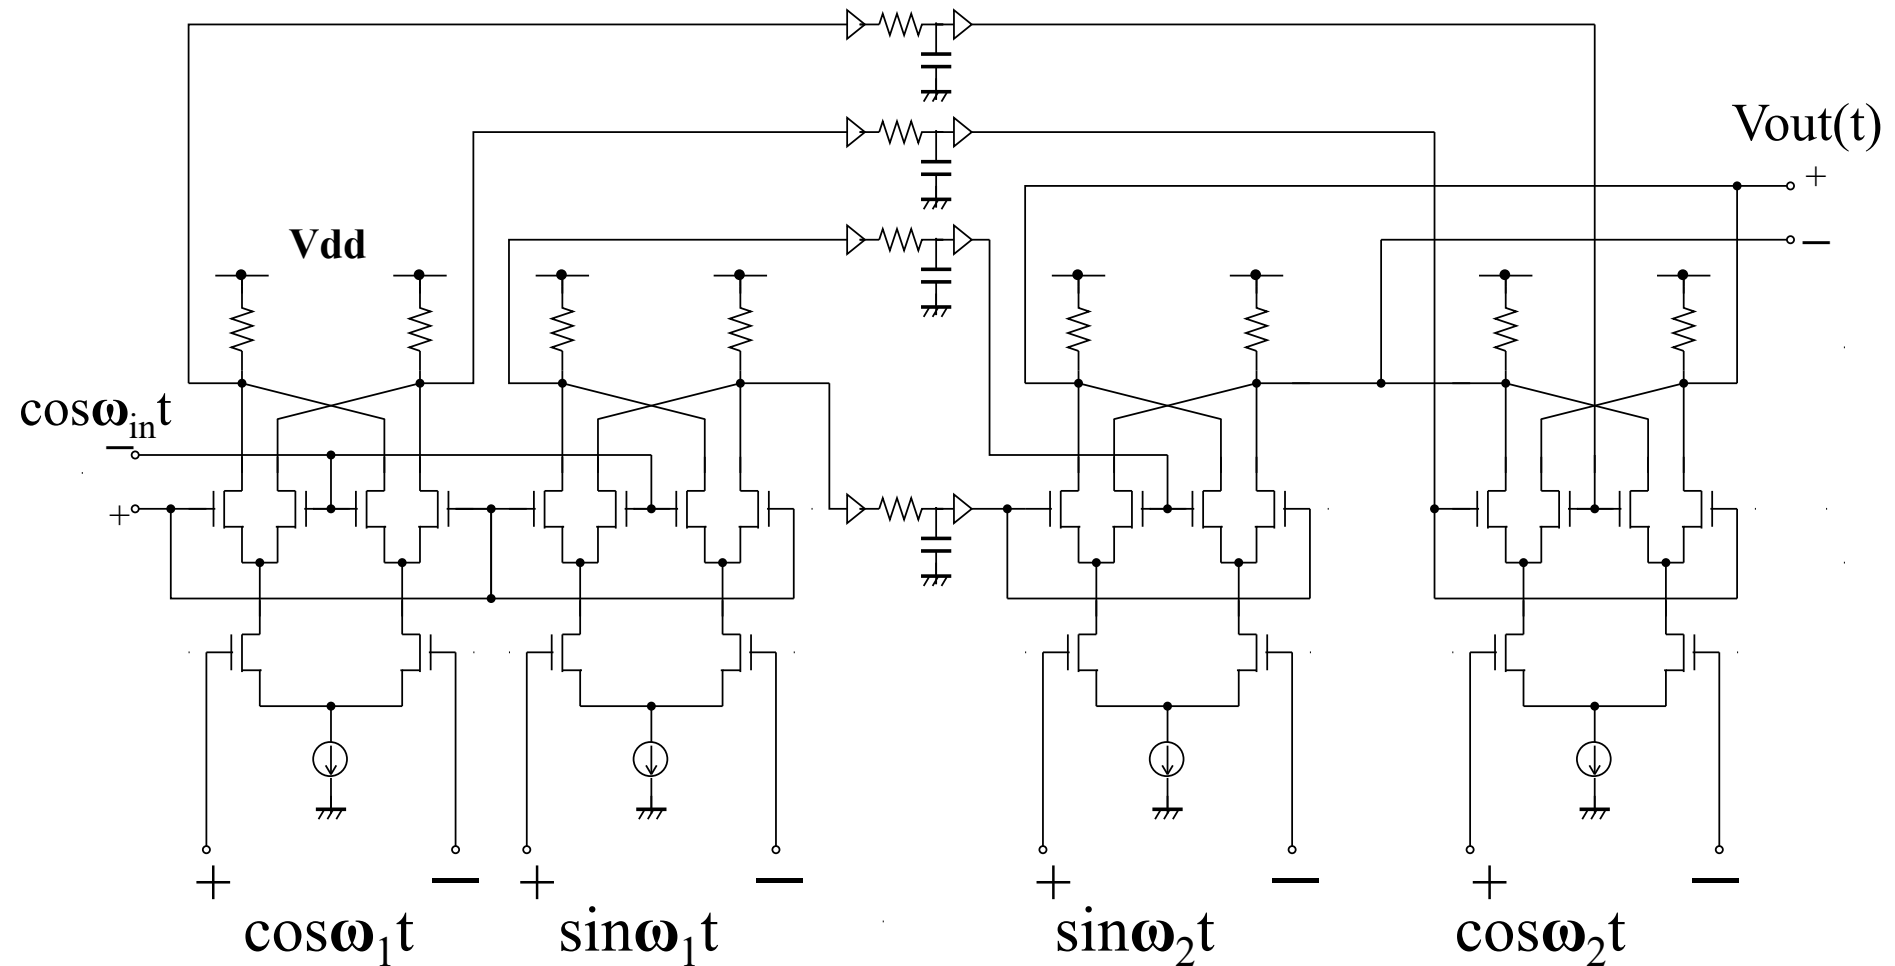 Vout(t)
+
−
Vdd
cosω_in t
−
+
+ − + − + − + −
cosω₁t sinω₁t sinω₂t cosω₂t